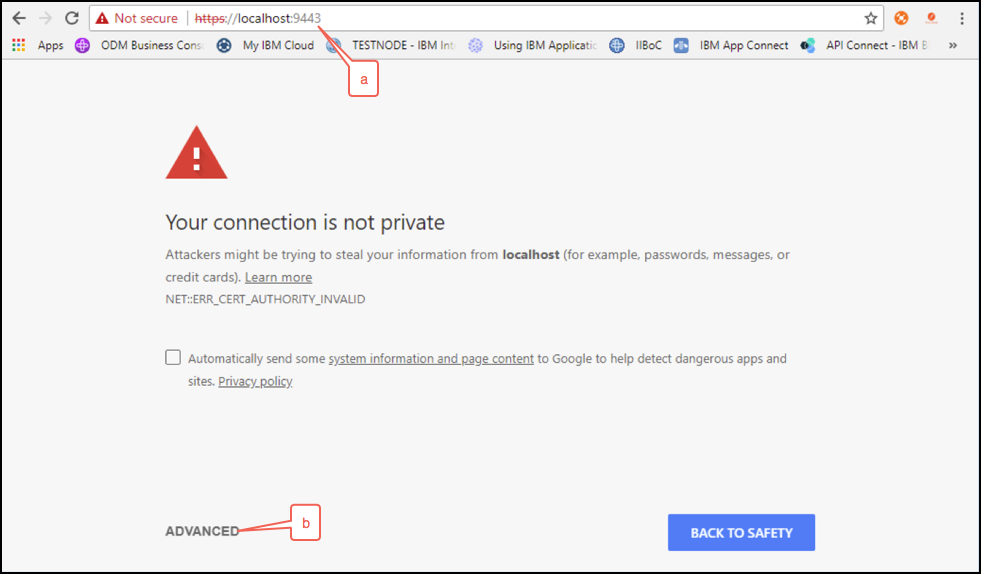 Not secure https://localhost:9443
Apps ODM Business Cons My IBM Cloud TESTNODE - IBM Int Using IBM Applicatic IIBoC IBM App Connect API Connect - IBM B »
a
Your connection is not private
Attackers might be trying to steal your information from localhost (for example, passwords, messages, or
credit cards). Learn more
NET::ERR_CERT_AUTHORITY_INVALID
Automatically send some system information and page content to Google to help detect dangerous apps and
sites. Privacy policy
ADVANCED
b
BACK TO SAFETY